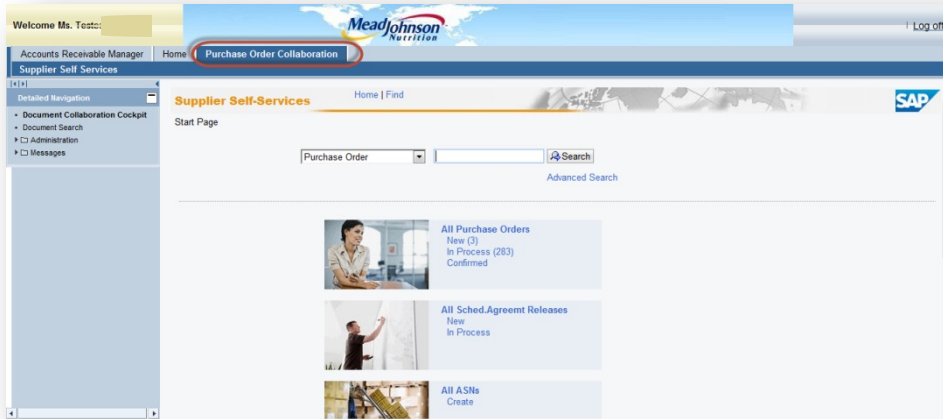 Welcome Ms.
MeadJohnson
Nutrition
Log off
Accounts Receivable Manager Home Purchase Order Collaboration
Supplier Self Services
Detailed Navigation
Document Collaboration Cockpit
Document Search
Administration
Messages
Supplier Self-Services
Home | Find
SAP
Start Page
Purchase Order Search
Advanced Search
All Purchase Orders
New (3)
In Process (283)
Confirmed
All Sched.Agreemt Releases
New
In Process
All ASNs
Create